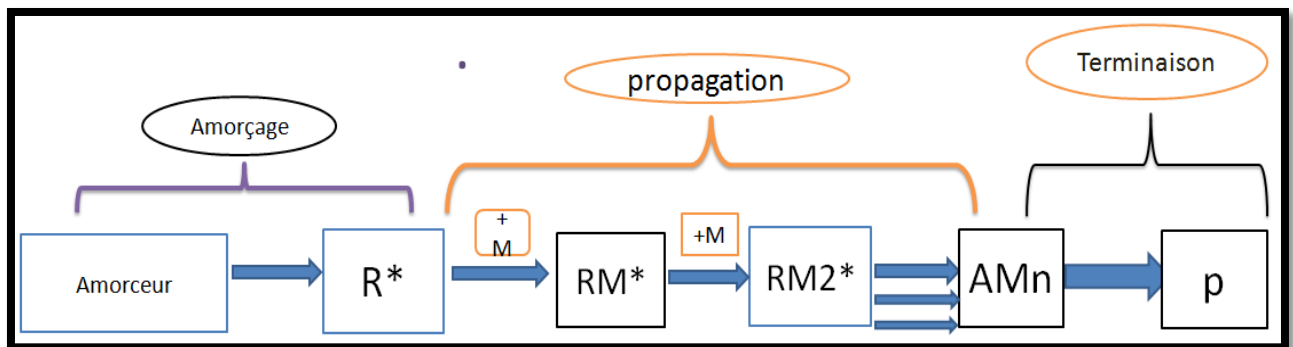 Amorçage
propagation
Terminaison
+
M
+M
Amorceur
R*
RM*
RM2*
AMn
p